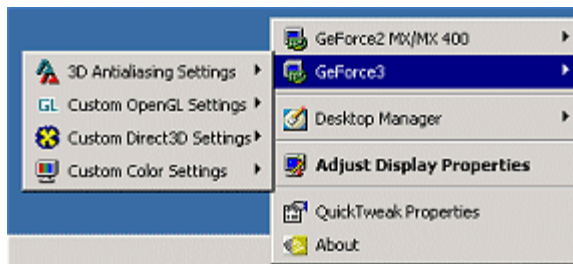 GeForce2 MX/MX 400
GeForce3
3D Antialiasing Settings
GL Custom OpenGL Settings
Custom Direct3D Settings
Custom Color Settings
Desktop Manager
Adjust Display Properties
QuickTweak Properties
About